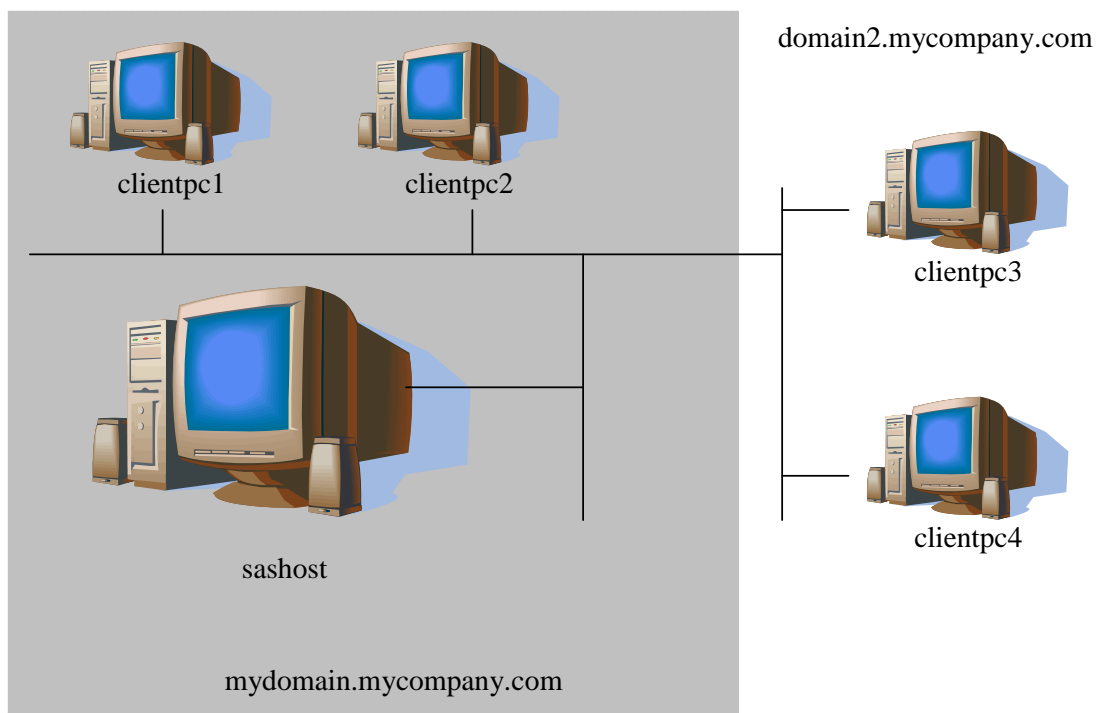 domain2.mycompany.com
clientpc1
clientpc2
clientpc3
clientpc4
sashost
mydomain.mycompany.com